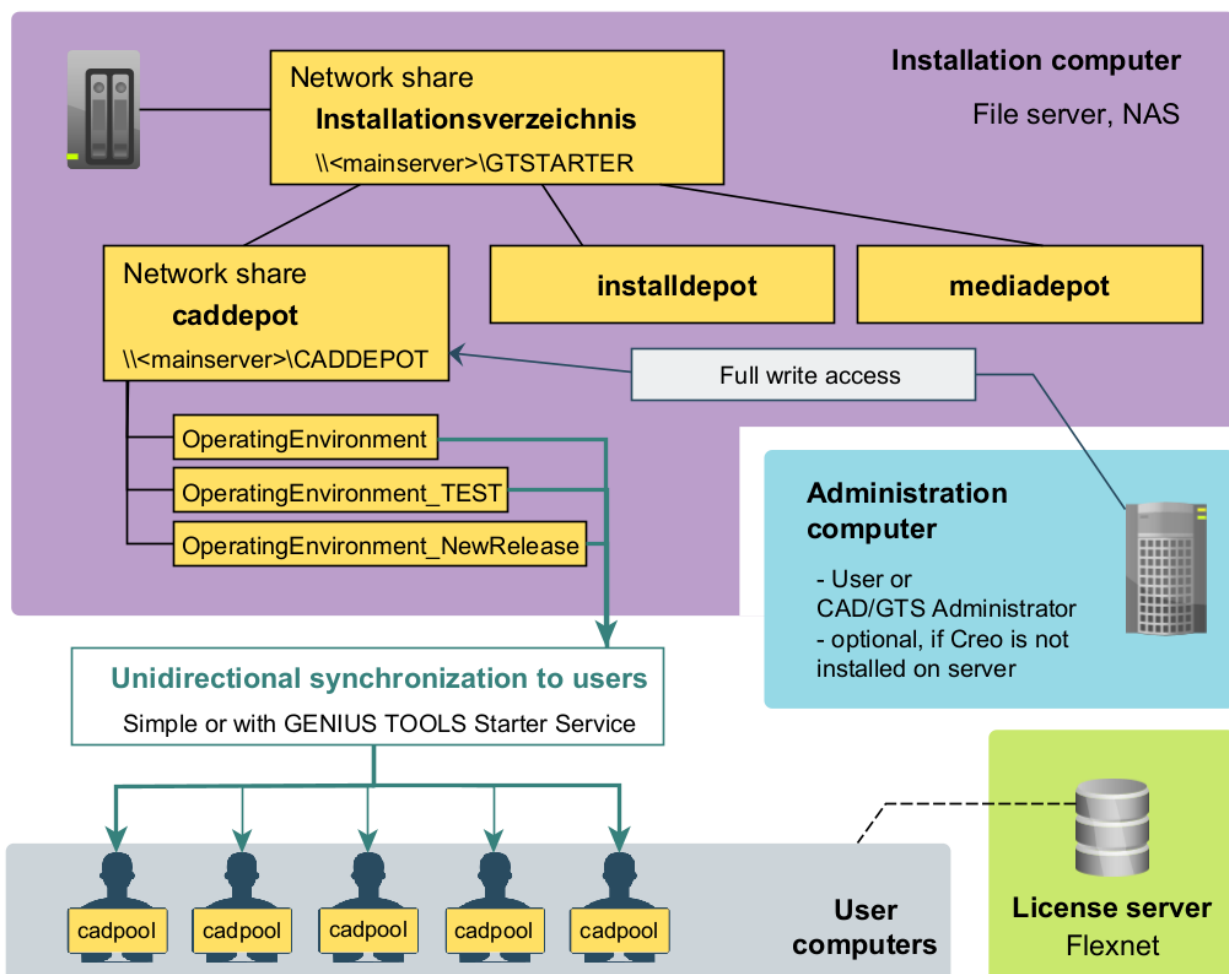 Installation computer
File server, NAS
Network share
Installationsverzeichnis
\\<mainserver>\GTSTARTER
Network share
caddepot
\\<mainserver>\CADDEPOT
installdepot
mediadepot
Full write access
OperatingEnvironment
OperatingEnvironment_TEST
OperatingEnvironment_NewRelease
Administration
computer
- User or
CAD/GTS Administrator
- optional, if Creo is not
installed on server
Unidirectional synchronization to users
Simple or with GENIUS TOOLS Starter Service
cadpool
cadpool
cadpool
cadpool
cadpool
User
computers
License server
Flexnet